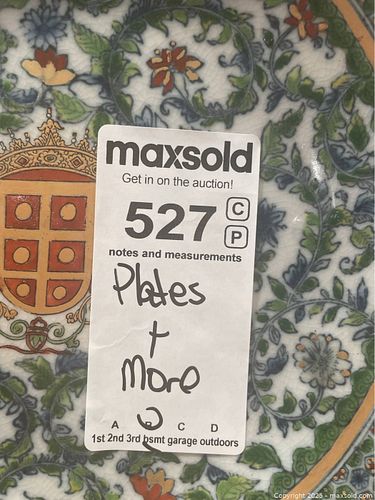 maxsold
Get in on the auction!
527 C
P
notes and measurements
Plates
+
More
A B C D
1st 2nd 3rd bsmt garage outdoors
Copyright 2025 - maxsold.com